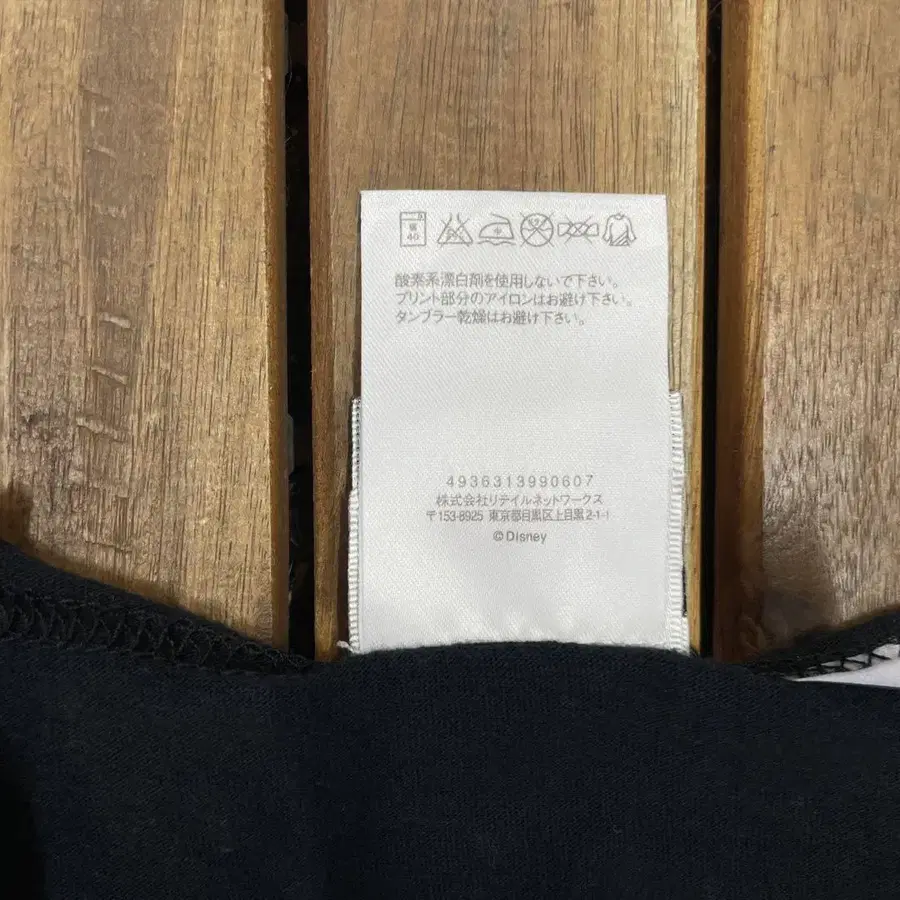 弱 40
酸素系漂白剤を使用しないで下さい。
プリント部分のアイロンはお避け下さい。
タンブラー乾燥はお避け下さい。
4936313990607
株式会社リテイルネットワークス
〒153-8925 東京都目黒区上目黒2-1-1
©Disney